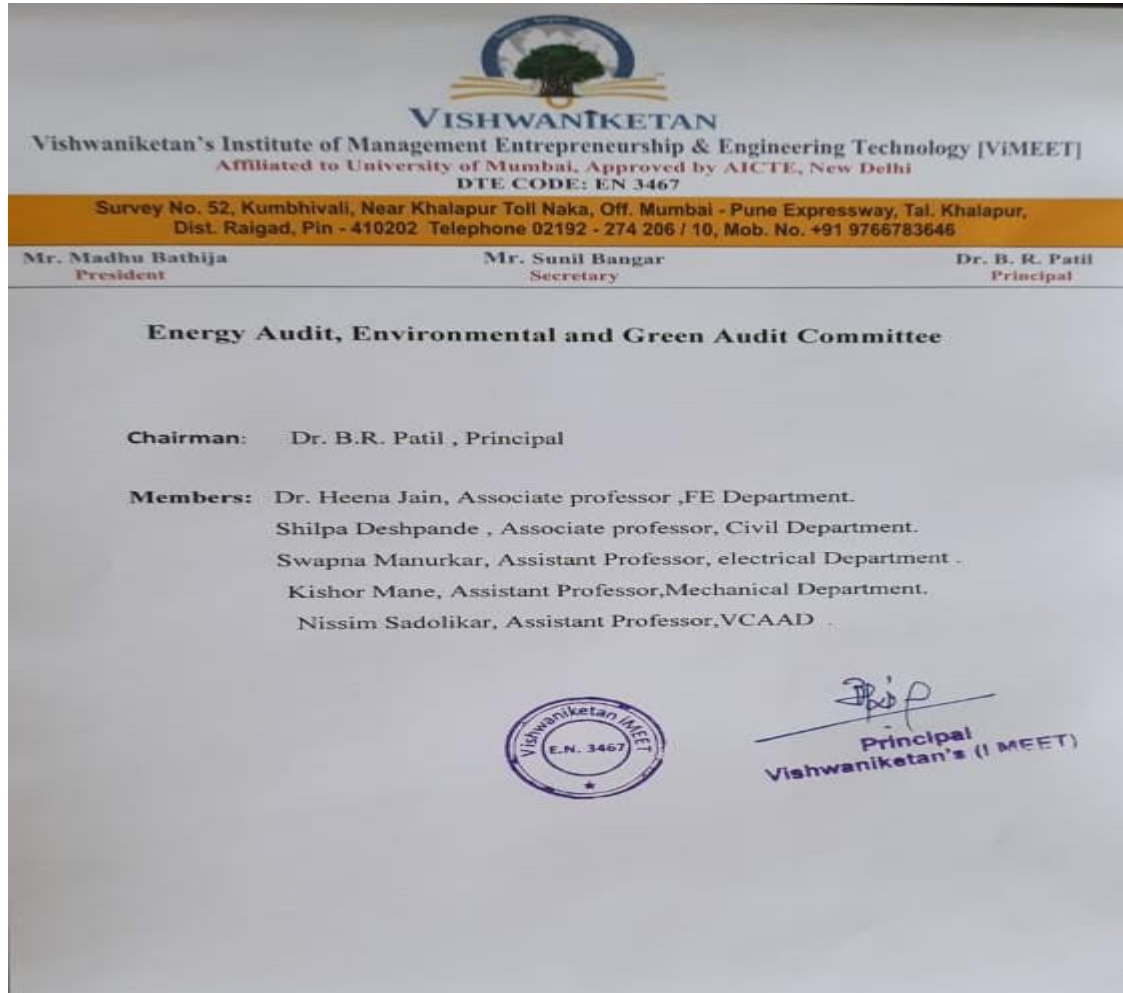 VISHWANIKETAN
Vishwaniketan's Institute of Management Entrepreneurship & Engineering Technology [ViMEET]
Affiliated to University of Mumbai, Approved by AICTE, New Delhi
DTE CODE: EN 3467
Survey No. 52, Kumbhivali, Near Khalapur Toll Naka, Off. Mumbai - Pune Expressway, Tal. Khalapur,
Dist. Raigad, Pin - 410202 Telephone 02192 - 274 206 / 10, Mob. No. +91 9766783646
Mr. Madhu Bathija Mr. Sunil Bangar Dr. B. R. Patil
President Secretary Principal
Energy Audit, Environmental and Green Audit Committee
Chairman: Dr. B.R. Patil , Principal
Members: Dr. Heena Jain, Associate professor ,FE Department.
Shilpa Deshpande , Associate professor, Civil Department.
Swapna Manurkar, Assistant Professor, electrical Department .
Kishor Mane, Assistant Professor,Mechanical Department.
Nissim Sadolikar, Assistant Professor,VCAAD .
Vishwaniketan iMEET
E.N. 3467
Principal
Vishwaniketan's (I MEET)